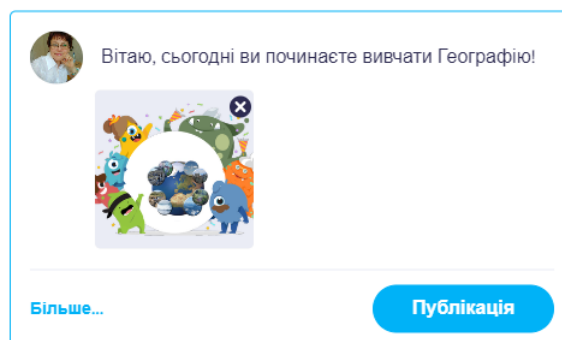 Вітаю, сьогодні ви починаєте вивчати Географію!
Більше...
Публікація